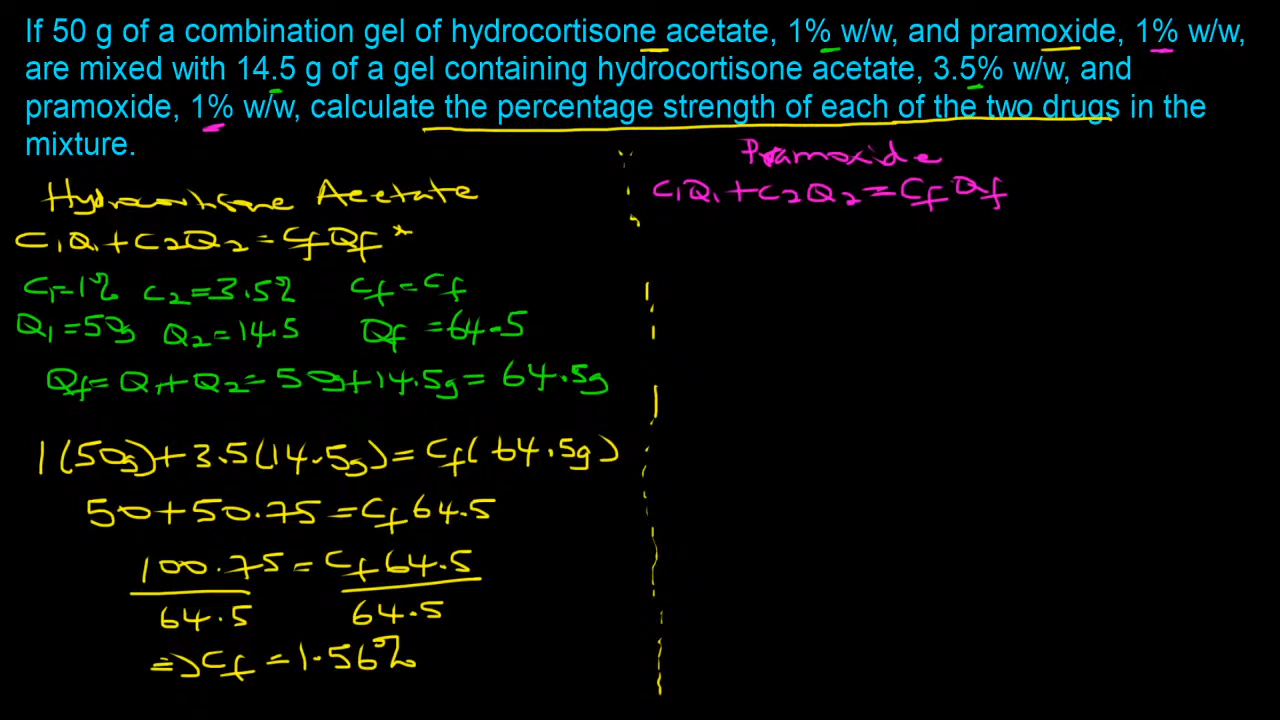 If 50 g of a combination gel of hydrocortisone acetate, 1% w/w, and pramoxide, 1% w/w,
are mixed with 14.5 g of a gel containing hydrocortisone acetate, 3.5% w/w, and
pramoxide, 1% w/w, calculate the percentage strength of each of the two drugs in the
mixture.
Hydrocortisone Acetate
C₁Q₁+C₂Q₂=CfQf *
C₁=1% C₂=3.5% Cf=Cf
Q₁=50g Q₂=14.5 Qf=64.5
Qf=Q₁+Q₂=50g+14.5g=64.5g
1(50g)+3.5(14.5g)=Cf(64.5g)
50+50.75=Cf64.5
100.75=Cf64.5
64.5 64.5
=>Cf=1.56%
Pramoxide
C₁Q₁+C₂Q₂=CfQf